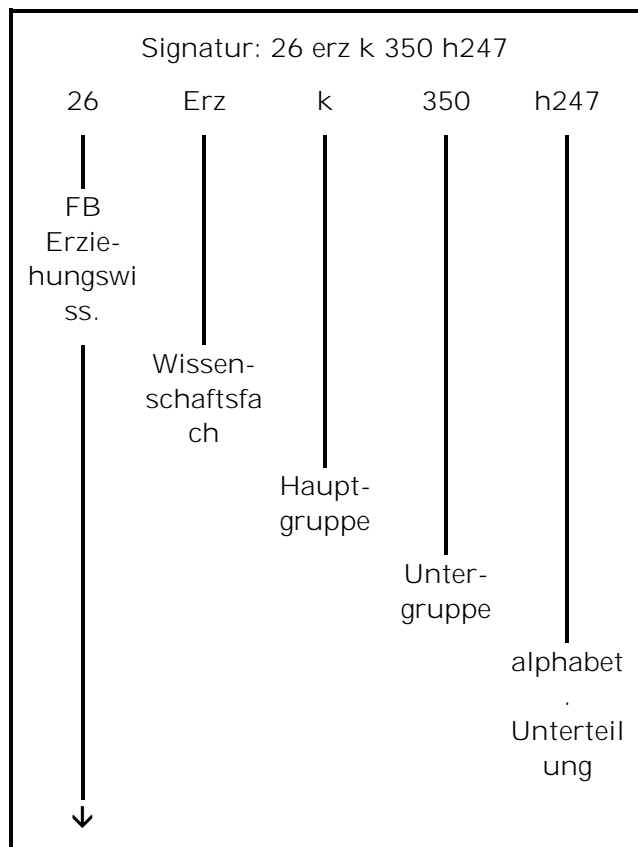 Signatur: 26 erz k 350 h247
26 Erz k 350 h247
FB
Erzie-
hungswi
ss.
Wissen-
schaftsfa
ch
Haupt-
gruppe
Unter-
gruppe
alphabet
.
Unterteil
ung